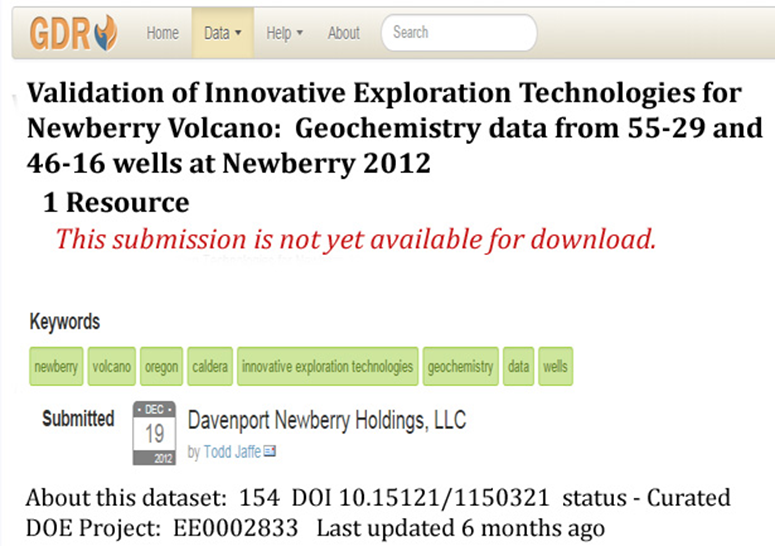 GDR Home Data Help About Search
Validation of Innovative Exploration Technologies for
Newberry Volcano: Geochemistry data from 55-29 and
46-16 wells at Newberry 2012
1 Resource
This submission is not yet available for download.
Keywords
newberry volcano oregon caldera innovative exploration technologies geochemistry data wells
Submitted
• DEC •
19
2012
Davenport Newberry Holdings, LLC
by Todd Jaffe
About this dataset: 154 DOI 10.15121/1150321 status - Curated
DOE Project: EE0002833 Last updated 6 months ago